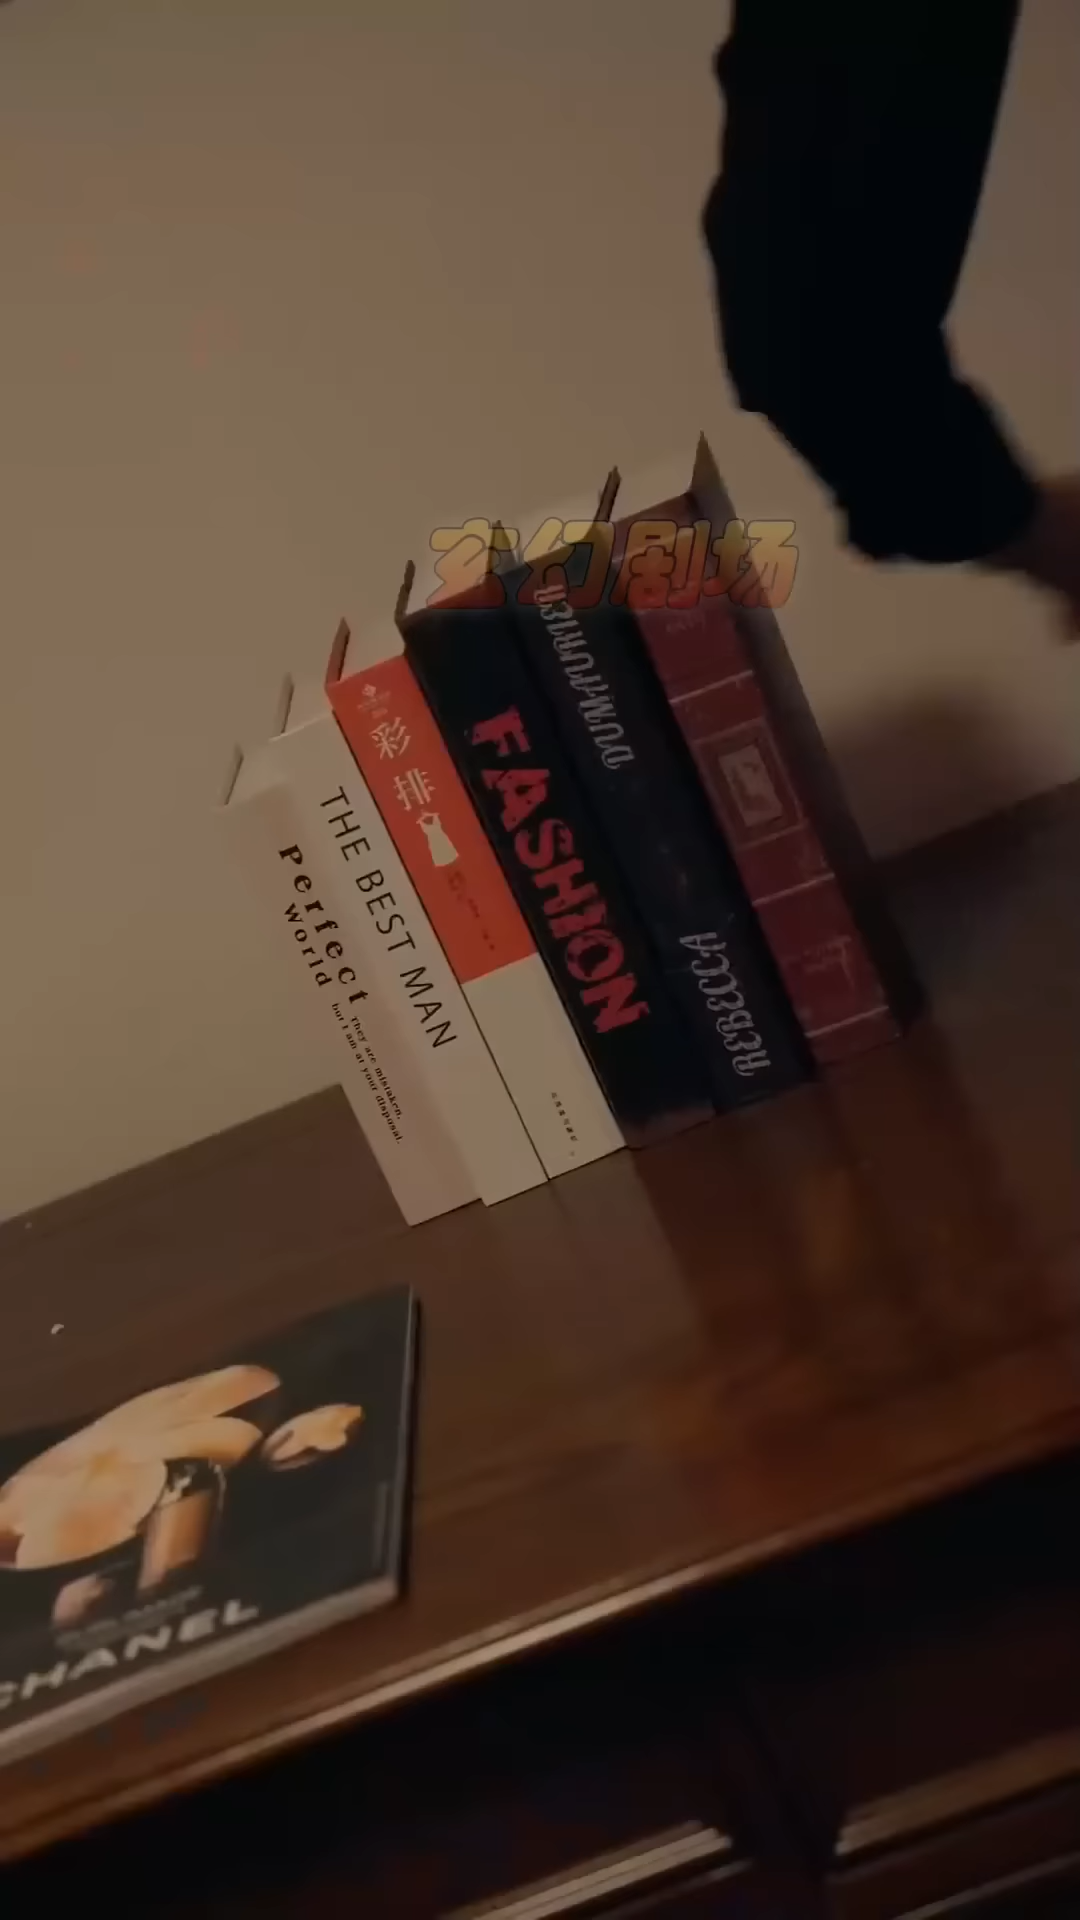 玄幻剧场
Perfect
World
They are mistaken,
but I am at your disposal.
THE BEST MAN
彩排
FASHION
DUMAURIER
REBECCA
CHANEL